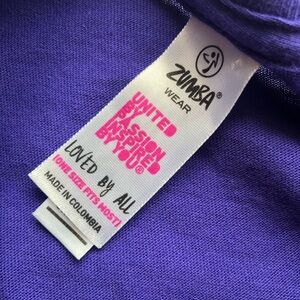 ZUMBA®
WEAR
UNITED
BY PASSION
INSPIRED
BY YOU®
LOVED BY ALL
(ONE SIZE FITS MOST)
MADE IN COLOMBIA